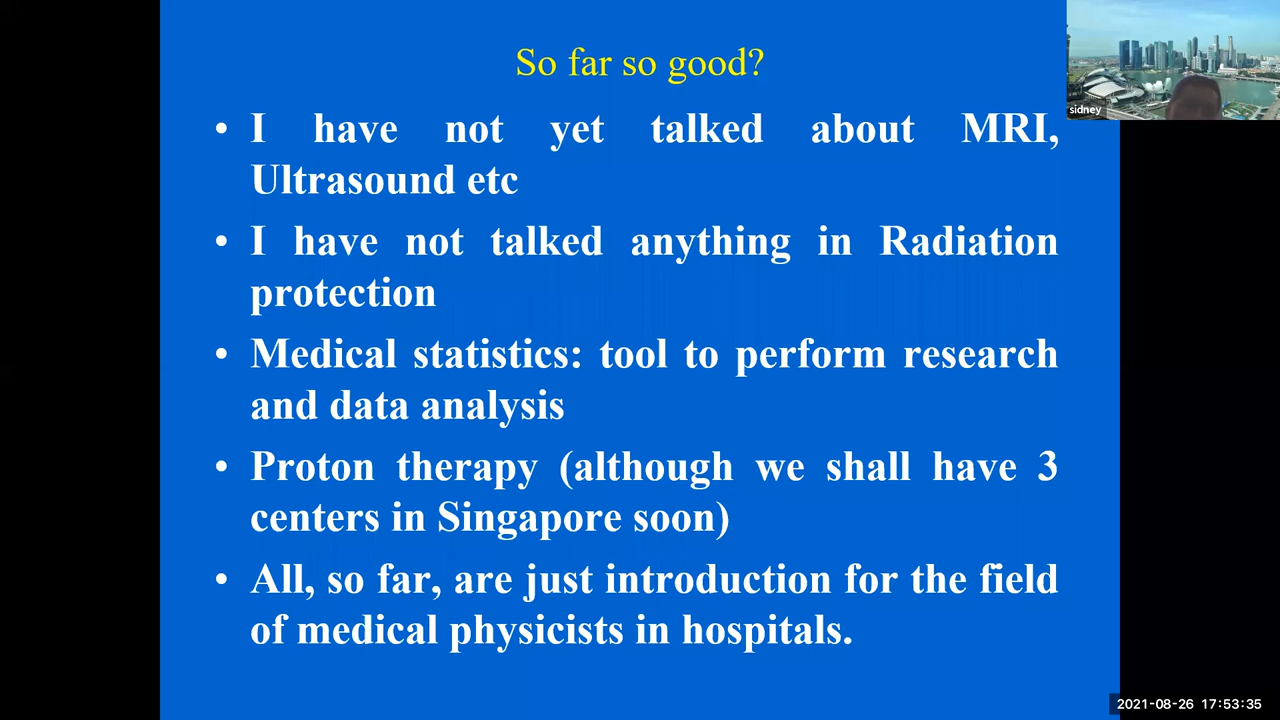 So far so good?
• I have not yet talked about MRI,
Ultrasound etc
• I have not talked anything in Radiation
protection
• Medical statistics: tool to perform research
and data analysis
• Proton therapy (although we shall have 3
centers in Singapore soon)
• All, so far, are just introduction for the field
of medical physicists in hospitals.
sidney
2021-08-26 17:53:35